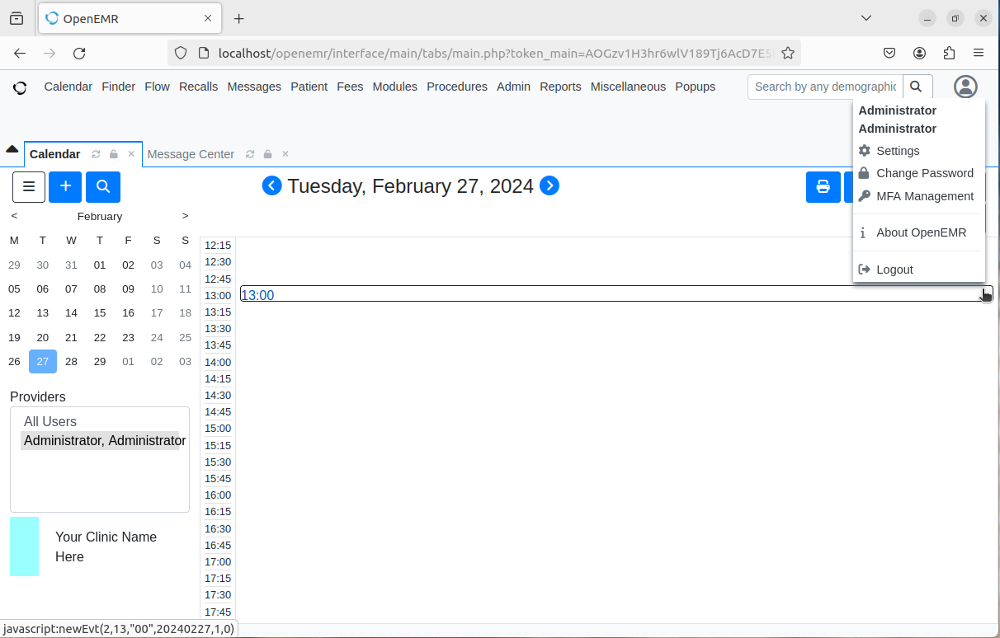 OpenEMR
localhost/openemr/interface/main/tabs/main.php?token_main=AOGzv1H3hr6wlV189Tj6AcD7E5
Calendar Finder Flow Recalls Messages Patient Fees Modules Procedures Admin Reports Miscellaneous Popups
Search by any demographic
Administrator
Administrator
Settings
Change Password
MFA Management
About OpenEMR
Logout
Calendar Message Center
Tuesday, February 27, 2024
< February >
M T W T F S S
29 30 31 01 02 03 04
05 06 07 08 09 10 11
12 13 14 15 16 17 18
19 20 21 22 23 24 25
26 27 28 29 01 02 03
Providers
All Users
Administrator, Administrator
Your Clinic Name
Here
12:15
12:30
12:45
13:00 13:00
13:15
13:30
13:45
14:00
14:15
14:30
14:45
15:00
15:15
15:30
15:45
16:00
16:15
16:30
16:45
17:00
17:15
17:30
17:45
javascript:newEvt(2,13,"00",20240227,1,0)